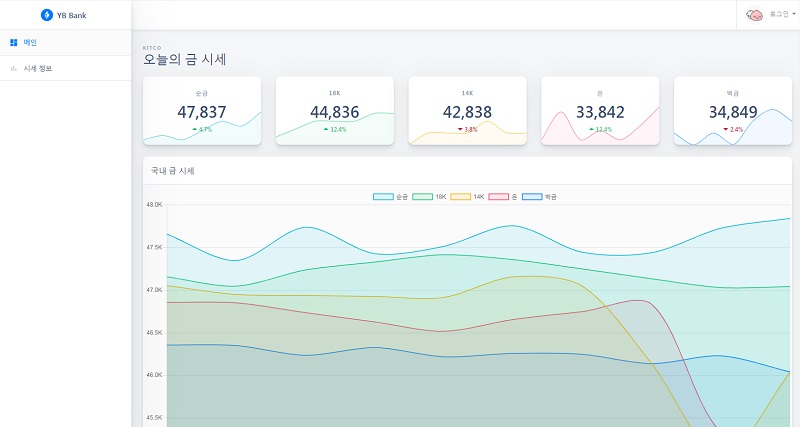 YB Bank
로그인
메인
시세 정보
KITCO
오늘의 금 시세
순금
47,837
4.7%
18K
44,836
12.4%
14K
42,838
3.8%
은
33,842
12.4%
백금
34,849
2.4%
국내 금 시세
순금 18K 14K 은 백금
48.0K
47.5K
47.0K
46.5K
46.0K
45.5K